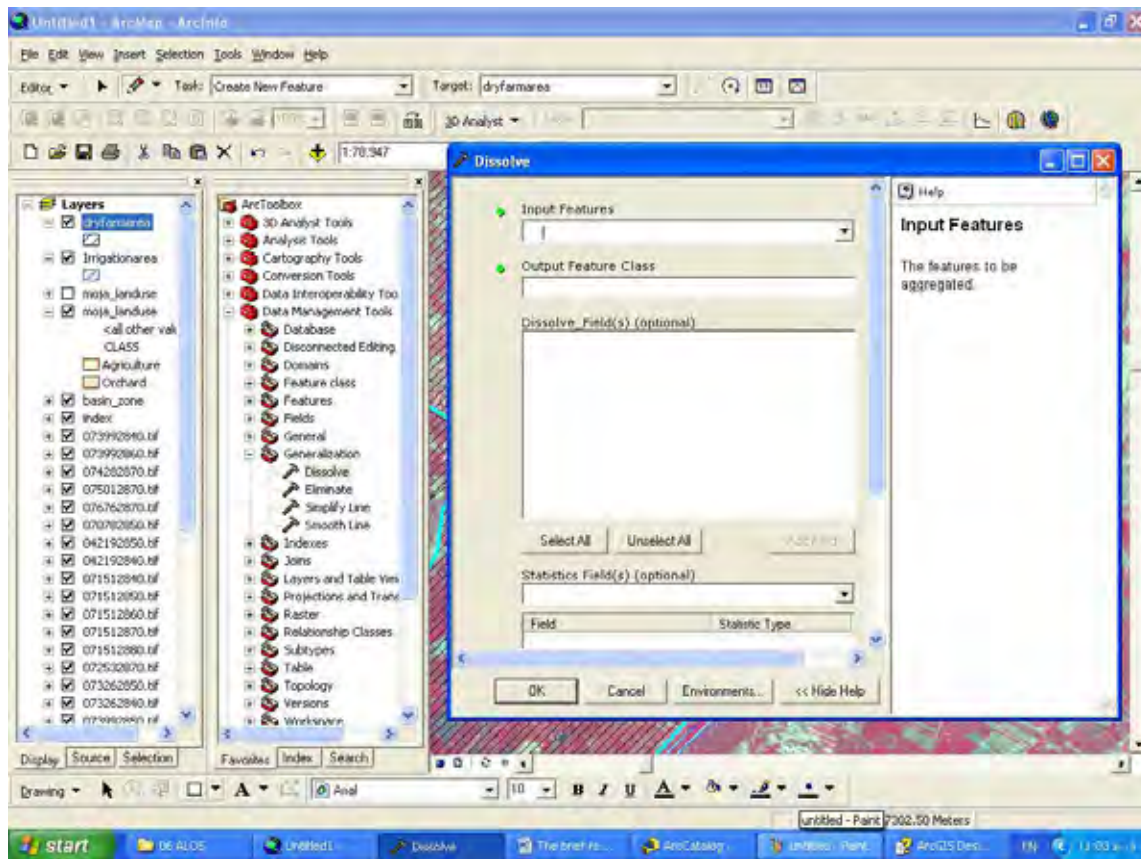 Untitled1 - ArcMap - ArcInfo
File Edit View Insert Selection Tools Window Help
Editor Task: Create New Feature Target: dryfarmarea
3D Analyst
1:78,947
Layers
dryfarmarea
Irrigationarea
moja_landuse
moja_landuse
<all other val
CLASS
Agriculture
Orchard
basin_zone
index
073992840.tif
073992860.tif
074282870.tif
075012870.tif
076762870.tif
070782850.tif
042192850.tif
042192840.tif
071512840.tif
071512850.tif
071512860.tif
071512870.tif
071512880.tif
072532870.tif
073262850.tif
073262840.tif
073992850.tif
Display Source Selection
ArcToolbox
3D Analyst Tools
Analysis Tools
Cartography Tools
Conversion Tools
Data Interoperability Too
Data Management Tools
Database
Disconnected Editing
Domains
Feature class
Features
Fields
General
Generalization
Dissolve
Eliminate
Simplify Line
Smooth Line
Indexes
Joins
Layers and Table View
Projections and Trans
Raster
Relationship Classes
Subtypes
Table
Topology
Versions
Workspace
Favorites Index Search
Dissolve
Input Features
Output Feature Class
Dissolve_Field(s) (optional)
Select All Unselect All Add Field
Statistics Field(s) (optional)
Field Statistic Type
OK Cancel Environments... << Hide Help
Help
Input Features
The features to be
aggregated.
Drawing A Arial 10 B I U A
untitled - Paint 7302.50 Meters
start DE ALOS Untitled1 - Dissolve The brief re... ArcCatalog - untitled - Paint ArcGIS Des... EN